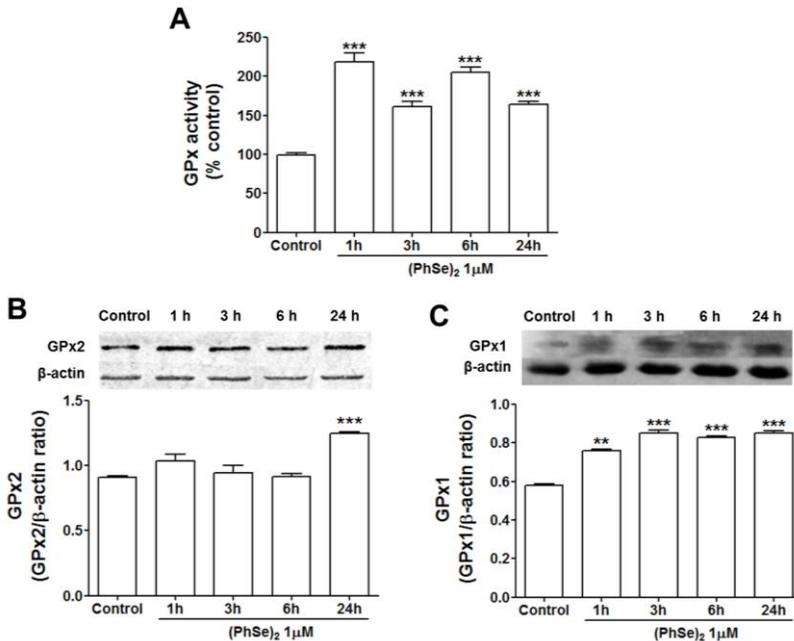 A
GPx activity
(% control)
250
200
150
100
50
0
***
***
***
***
Control 1h 3h 6h 24h
(PhSe)2 1μM
B
Control 1 h 3 h 6 h 24 h
GPx2
β-actin
GPx2
(GPx2/β-actin ratio)
1.5
1.0
0.5
0.0
***
Control 1h 3h 6h 24h
(PhSe)2 1μM
C
Control 1 h 3 h 6 h 24 h
GPx1
β-actin
GPx1
(GPx1/β-actin ratio)
1.0
0.8
0.6
0.4
0.2
0.0
**
***
***
***
Control 1h 3h 6h 24h
(PhSe)2 1μM